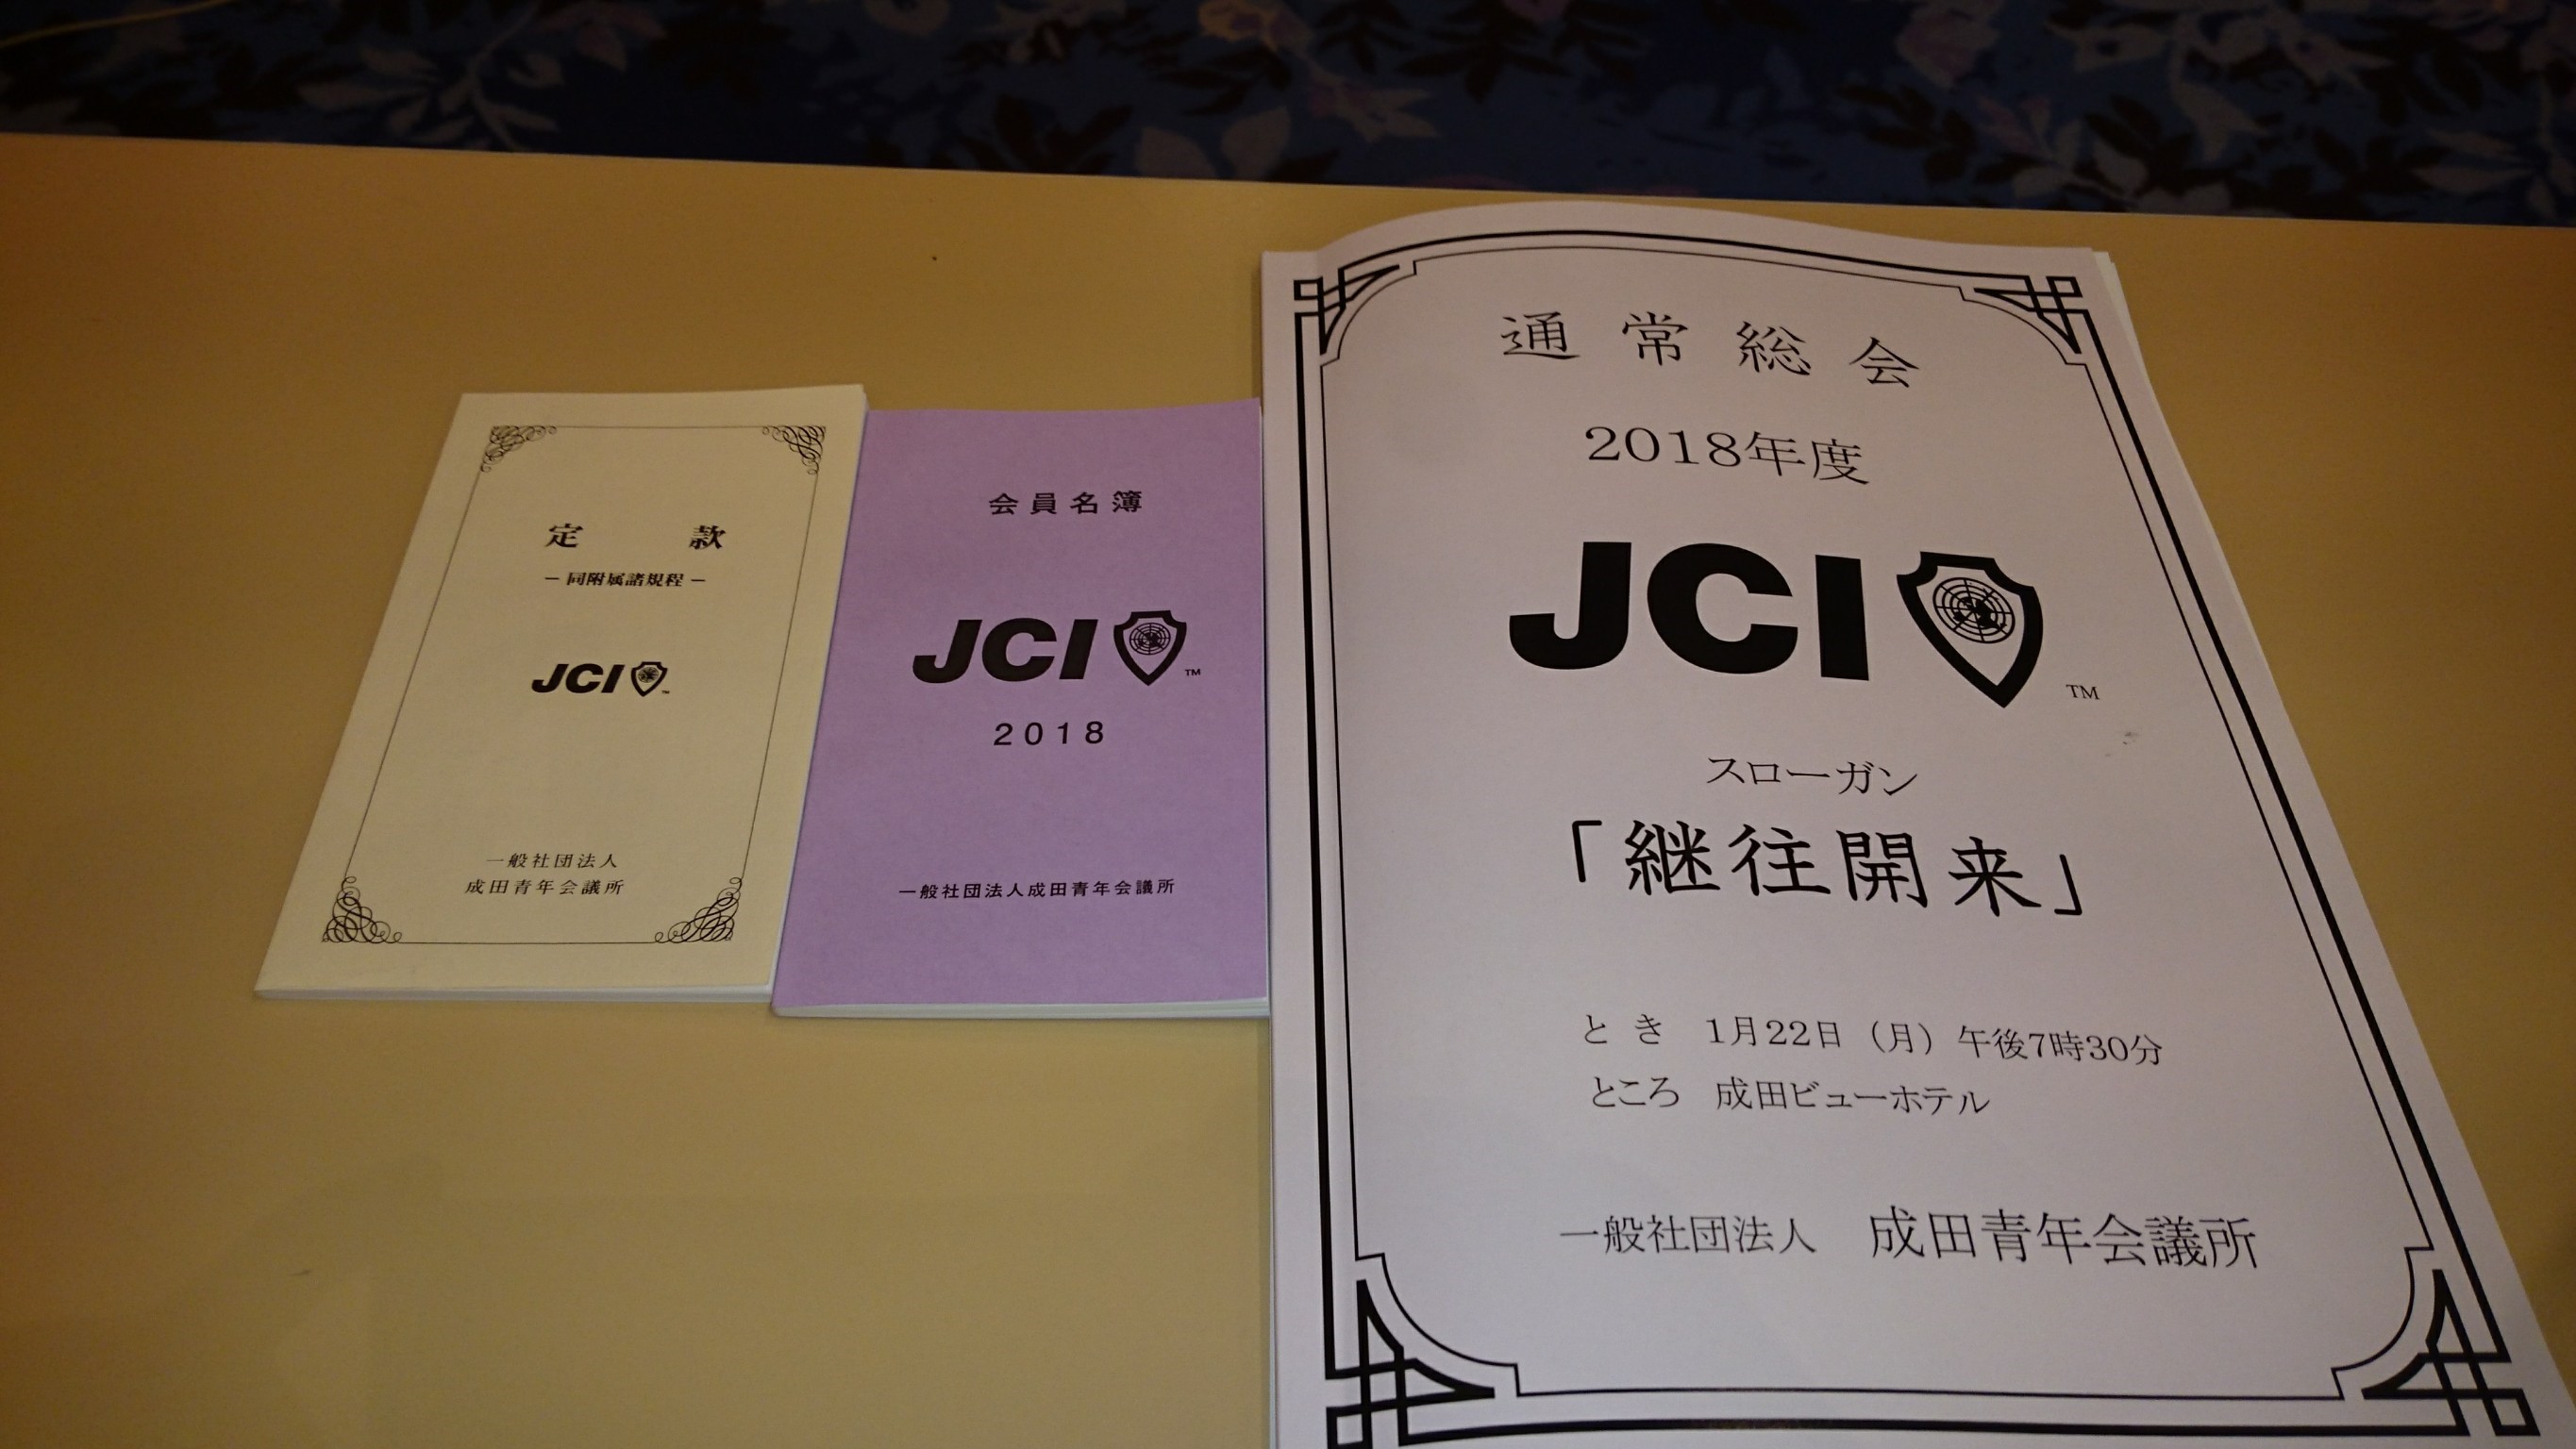 定 款
― 同附属諸規程 ―
JCI
TM
一般社団法人
成田青年会議所
会員名簿
JCI
TM
2018
一般社団法人成田青年会議所
通常総会
2018年度
JCI
TM
スローガン
「継往開来」
とき 1月22日（月）午後7時30分
ところ 成田ビューホテル
一般社団法人 成田青年会議所